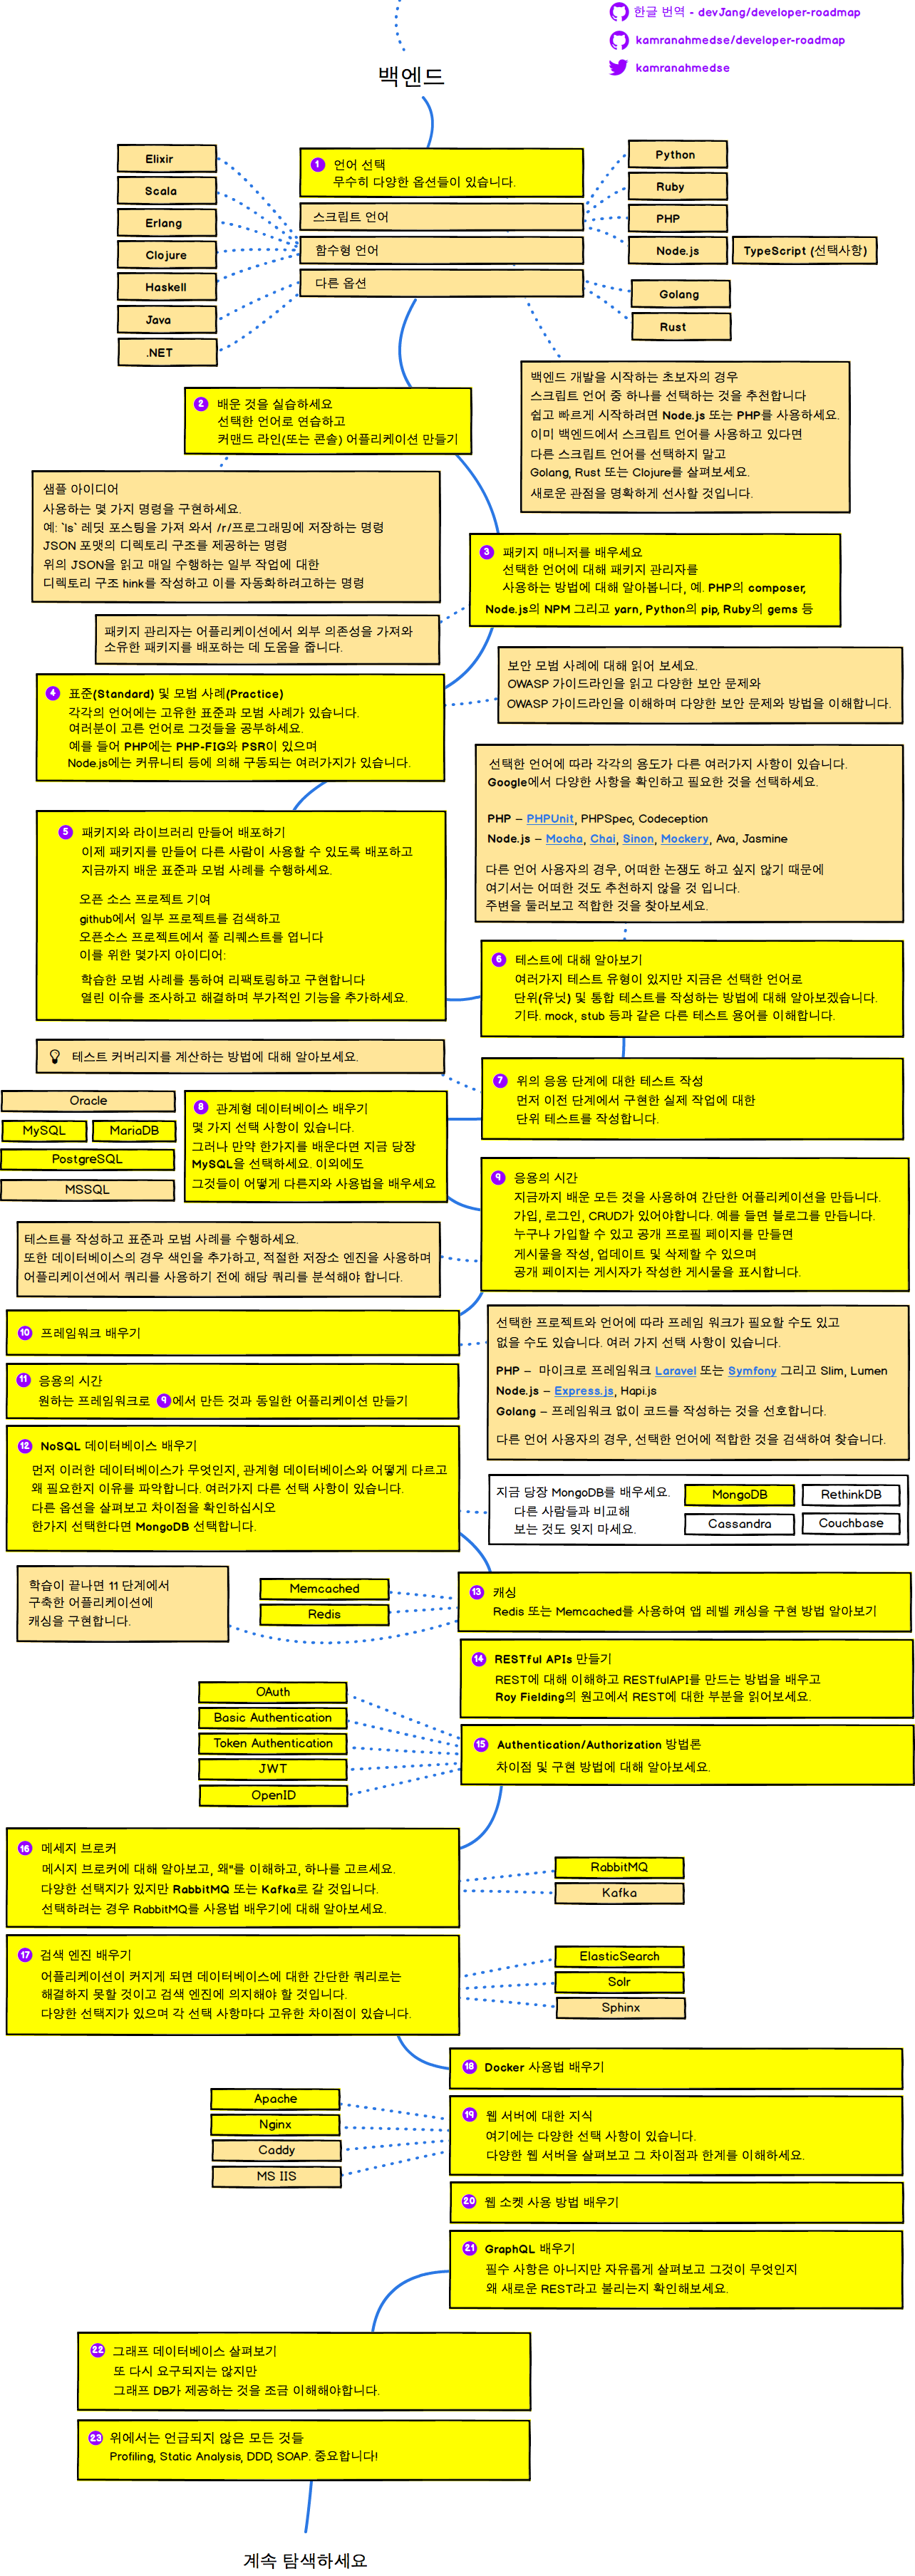 한글 번역 - devJang/developer-roadmap
kamranahmedse/developer-roadmap
kamranahmedse
백엔드
1 언어 선택
무수히 다양한 옵션들이 있습니다.
스크립트 언어
함수형 언어
다른 옵션
Elixir
Scala
Erlang
Clojure
Haskell
Java
.NET
Python
Ruby
PHP
Node.js
TypeScript (선택사항)
Golang
Rust
백엔드 개발을 시작하는 초보자의 경우
스크립트 언어 중 하나를 선택하는 것을 추천합니다
쉽고 빠르게 시작하려면 Node.js 또는 PHP를 사용하세요.
이미 백엔드에서 스크립트 언어를 사용하고 있다면
다른 스크립트 언어를 선택하지 말고
Golang, Rust 또는 Clojure를 살펴보세요.
새로운 관점을 명확하게 선사할 것입니다.
2 배운 것을 실습하세요
선택한 언어로 연습하고
커맨드 라인(또는 콘솔) 어플리케이션 만들기
샘플 아이디어
사용하는 몇 가지 명령을 구현하세요.
예: `ls` 레딧 포스팅을 가져 와서 /r/프로그래밍에 저장하는 명령
JSON 포맷의 디렉토리 구조를 제공하는 명령
위의 JSON을 읽고 매일 수행하는 일부 작업에 대한
디렉토리 구조 hink를 작성하고 이를 자동화하려고하는 명령
3 패키지 매니저를 배우세요
선택한 언어에 대해 패키지 관리자를
사용하는 방법에 대해 알아봅니다, 예. PHP의 composer,
Node.js의 NPM 그리고 yarn, Python의 pip, Ruby의 gems 등
패키지 관리자는 어플리케이션에서 외부 의존성을 가져와
소유한 패키지를 배포하는 데 도움을 줍니다.
4 표준(Standard) 및 모범 사례(Practice)
각각의 언어에는 고유한 표준과 모범 사례가 있습니다.
여러분이 고른 언어로 그것들을 공부하세요.
예를 들어 PHP에는 PHP-FIG와 PSR이 있으며
Node.js에는 커뮤니티 등에 의해 구동되는 여러가지가 있습니다.
보안 모범 사례에 대해 읽어 보세요.
OWASP 가이드라인을 읽고 다양한 보안 문제와
OWASP 가이드라인을 이해하며 다양한 보안 문제와 방법을 이해합니다.
선택한 언어에 따라 각각의 용도가 다른 여러가지 사항이 있습니다.
Google에서 다양한 사항을 확인하고 필요한 것을 선택하세요.
PHP – PHPUnit, PHPSpec, Codeception
Node.js – Mocha, Chai, Sinon, Mockery, Ava, Jasmine
다른 언어 사용자의 경우, 어떠한 논쟁도 하고 싶지 않기 때문에
여기서는 어떠한 것도 추천하지 않을 것 입니다.
주변을 둘러보고 적합한 것을 찾아보세요.
5 패키지와 라이브러리 만들어 배포하기
이제 패키지를 만들어 다른 사람이 사용할 수 있도록 배포하고
지금까지 배운 표준과 모범 사례를 수행하세요.
오픈 소스 프로젝트 기여
github에서 일부 프로젝트를 검색하고
오픈소스 프로젝트에서 풀 리퀘스트를 엽니다
이를 위한 몇가지 아이디어:
학습한 모범 사례를 통하여 리팩토링하고 구현합니다
열린 이슈를 조사하고 해결하며 부가적인 기능을 추가하세요.
6 테스트에 대해 알아보기
여러가지 테스트 유형이 있지만 지금은 선택한 언어로
단위(유닛) 및 통합 테스트를 작성하는 방법에 대해 알아보겠습니다.
기타. mock, stub 등과 같은 다른 테스트 용어를 이해합니다.
테스트 커버리지를 계산하는 방법에 대해 알아보세요.
7 위의 응용 단계에 대한 테스트 작성
먼저 이전 단계에서 구현한 실제 작업에 대한
단위 테스트를 작성합니다.
Oracle
MySQL
MariaDB
PostgreSQL
MSSQL
8 관계형 데이터베이스 배우기
몇 가지 선택 사항이 있습니다.
그러나 만약 한가지를 배운다면 지금 당장
MySQL을 선택하세요. 이외에도
그것들이 어떻게 다른지와 사용법을 배우세요
9 응용의 시간
지금까지 배운 모든 것을 사용하여 간단한 어플리케이션을 만듭니다.
가입, 로그인, CRUD가 있어야합니다. 예를 들면 블로그를 만듭니다.
누구나 가입할 수 있고 공개 프로필 페이지를 만들면
게시물을 작성, 업데이트 및 삭제할 수 있으며
공개 페이지는 게시자가 작성한 게시물을 표시합니다.
테스트를 작성하고 표준과 모범 사례를 수행하세요.
또한 데이터베이스의 경우 색인을 추가하고, 적절한 저장소 엔진을 사용하며
어플리케이션에서 쿼리를 사용하기 전에 해당 쿼리를 분석해야 합니다.
10 프레임워크 배우기
선택한 프로젝트와 언어에 따라 프레임 워크가 필요할 수도 있고
없을 수도 있습니다. 여러 가지 선택 사항이 있습니다.
PHP – 마이크로 프레임워크 Laravel 또는 Symfony 그리고 Slim, Lumen
Node.js – Express.js, Hapi.js
Golang – 프레임워크 없이 코드를 작성하는 것을 선호합니다.
다른 언어 사용자의 경우, 선택한 언어에 적합한 것을 검색하여 찾습니다.
11 응용의 시간
원하는 프레임워크로 9에서 만든 것과 동일한 어플리케이션 만들기
12 NoSQL 데이터베이스 배우기
먼저 이러한 데이터베이스가 무엇인지, 관계형 데이터베이스와 어떻게 다르고
왜 필요한지 이유를 파악합니다. 여러가지 다른 선택 사항이 있습니다.
다른 옵션을 살펴보고 차이점을 확인하십시오
한가지 선택한다면 MongoDB 선택합니다.
지금 당장 MongoDB를 배우세요.
다른 사람들과 비교해
보는 것도 잊지 마세요.
MongoDB
RethinkDB
Cassandra
Couchbase
학습이 끝나면 11 단계에서
구축한 어플리케이션에
캐싱을 구현합니다.
Memcached
Redis
13 캐싱
Redis 또는 Memcached를 사용하여 앱 레벨 캐싱을 구현 방법 알아보기
14 RESTful APIs 만들기
REST에 대해 이해하고 RESTfulAPI를 만드는 방법을 배우고
Roy Fielding의 원고에서 REST에 대한 부분을 읽어보세요.
OAuth
Basic Authentication
Token Authentication
JWT
OpenID
15 Authentication/Authorization 방법론
차이점 및 구현 방법에 대해 알아보세요.
16 메세지 브로커
메시지 브로커에 대해 알아보고, 왜"를 이해하고, 하나를 고르세요.
다양한 선택지가 있지만 RabbitMQ 또는 Kafka로 갈 것입니다.
선택하려는 경우 RabbitMQ를 사용법 배우기에 대해 알아보세요.
RabbitMQ
Kafka
17 검색 엔진 배우기
어플리케이션이 커지게 되면 데이터베이스에 대한 간단한 쿼리로는
해결하지 못할 것이고 검색 엔진에 의지해야 할 것입니다.
다양한 선택지가 있으며 각 선택 사항마다 고유한 차이점이 있습니다.
ElasticSearch
Solr
Sphinx
18 Docker 사용법 배우기
Apache
Nginx
Caddy
MS IIS
19 웹 서버에 대한 지식
여기에는 다양한 선택 사항이 있습니다.
다양한 웹 서버을 살펴보고 그 차이점과 한계를 이해하세요.
20 웹 소켓 사용 방법 배우기
21 GraphQL 배우기
필수 사항은 아니지만 자유롭게 살펴보고 그것이 무엇인지
왜 새로운 REST라고 불리는지 확인해보세요.
22 그래프 데이터베이스 살펴보기
또 다시 요구되지는 않지만
그래프 DB가 제공하는 것을 조금 이해해야합니다.
23 위에서는 언급되지 않은 모든 것들
Profiling, Static Analysis, DDD, SOAP. 중요합니다!
계속 탐색하세요